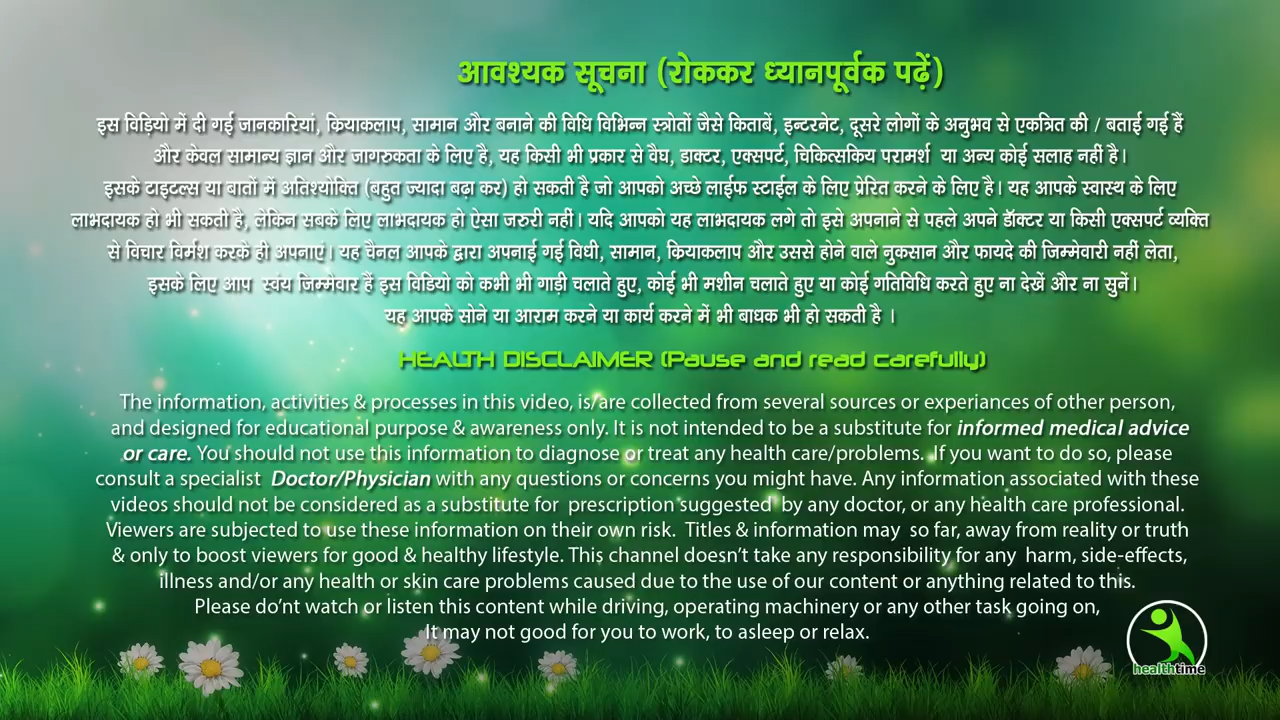 आवश्यक सूचना (रोककर ध्यानपूर्वक पढ़ें)
इस विड़ियो में दी गई जानकारियां, क्रियाकलाप, सामान और बनाने की विधि विभिन्न स्त्रोतों जैसे किताबें, इन्टरनेट, दूसरे लोगों के अनुभव से एकत्रित की / बताई गई हैं
और केवल सामान्य ज्ञान और जागरुकता के लिए है, यह किसी भी प्रकार से वैघ, डाक्टर, एक्सपर्ट, चिकित्सकिय परामर्श या अन्य कोई सलाह नहीं है।
इसके टाइटल्स या बातों में अतिश्योक्ति (बहुत ज्यादा बढ़ा कर) हो सकती है जो आपको अच्छे लाईफ स्टाईल के लिए प्रेरित करने के लिए है। यह आपके स्वास्थ के लिए
लाभदायक हो भी सकती है, लेकिन सबके लिए लाभदायक हो ऐसा जरुरी नहीं। यदि आपको यह लाभदायक लगे तो इसे अपनाने से पहले अपने डॉक्टर या किसी एक्सपर्ट व्यक्ति
से विचार विर्मश करके ही अपनाएं। यह चैनल आपके द्वारा अपनाई गई विधी, सामान, क्रियाकलाप और उससे होने वाले नुकसान और फायदे की जिम्मेवारी नहीं लेता,
इसके लिए आप स्वंय जिम्मेवार हैं इस विडियो को कभी भी गाड़ी चलाते हुए, कोई भी मशीन चलाते हुए या कोई गतिविधि करते हुए ना देखें और ना सुनें।
यह आपके सोने या आराम करने या कार्य करने में भी बाधक भी हो सकती है ।
HEALTH DISCLAIMER (Pause and read carefully)
The information, activities & processes in this video, is/are collected from several sources or experiances of other person,
and designed for educational purpose & awareness only. It is not intended to be a substitute for informed medical advice
or care. You should not use this information to diagnose or treat any health care/problems. If you want to do so, please
consult a specialist Doctor/Physician with any questions or concerns you might have. Any information associated with these
videos should not be considered as a substitute for prescription suggested by any doctor, or any health care professional.
Viewers are subjected to use these information on their own risk. Titles & information may so far, away from reality or truth
& only to boost viewers for good & healthy lifestyle. This channel doesn't take any responsibility for any harm, side-effects,
illness and/or any health or skin care problems caused due to the use of our content or anything related to this.
Please do'nt watch or listen this content while driving, operating machinery or any other task going on,
It may not good for you to work, to asleep or relax.
healthtime